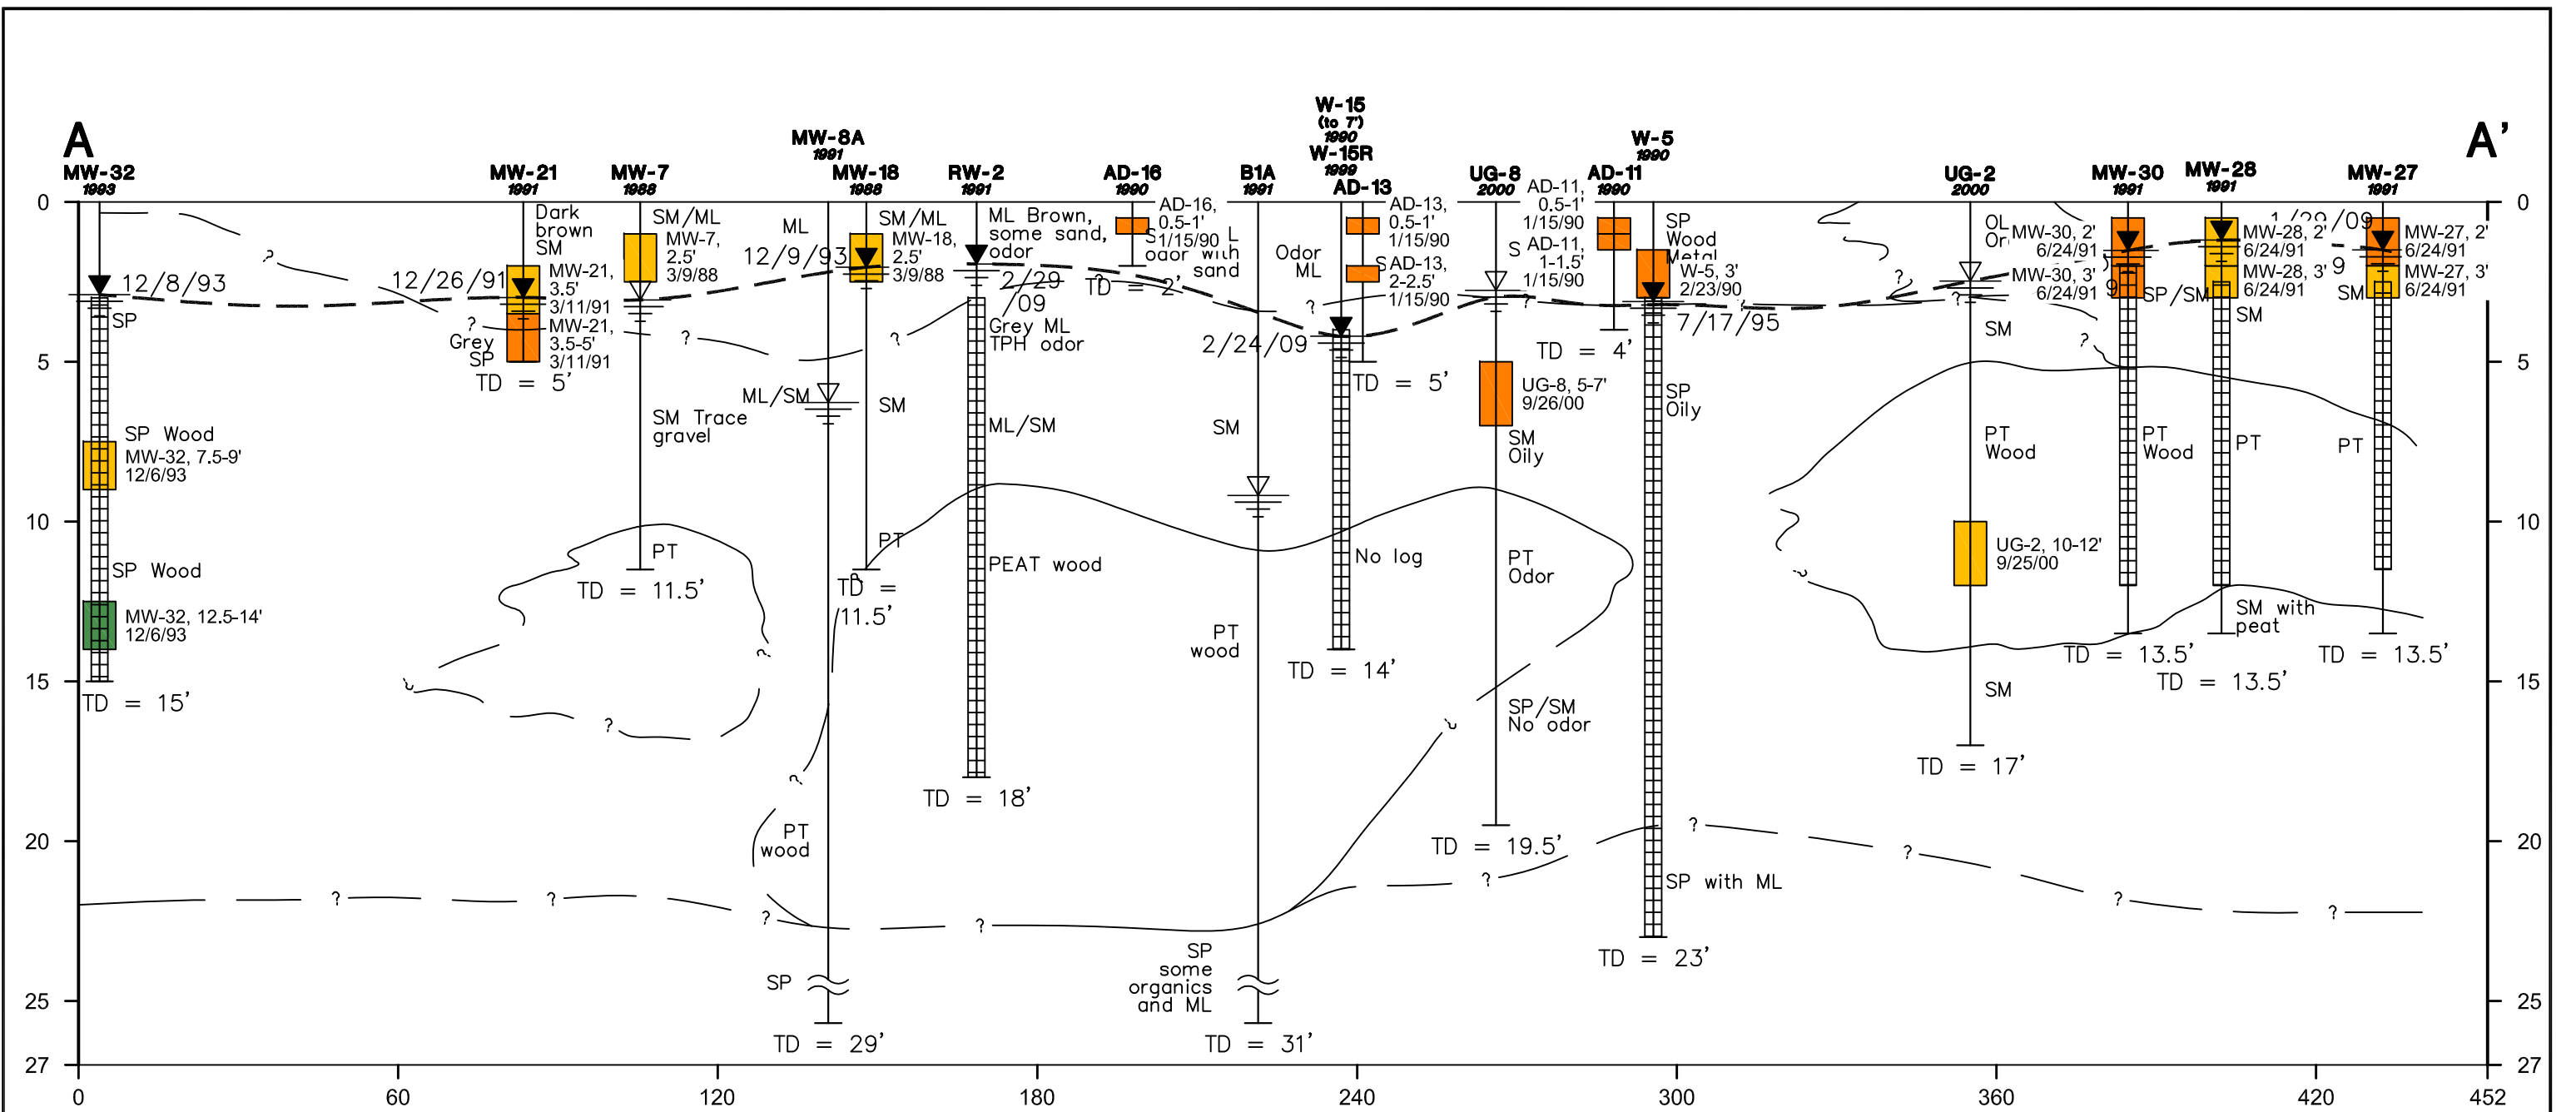 A
A'
MW-32
1993
MW-21
1991
MW-7
1988
MW-8A
1991
MW-18
1988
RW-2
1991
AD-16
1990
B1A
1991
W-15
(to 7')
1990
W-15R
1999
AD-13
UG-8
2000
AD-11
1990
W-5
1990
UG-2
2000
MW-30
1991
MW-28
1991
MW-27
1991
0
5
10
15
20
25
27
0
5
10
15
20
25
27
12/8/93
SP
SP Wood
MW-32, 7.5-9'
12/6/93
SP Wood
MW-32, 12.5-14'
12/6/93
TD = 15'
?
12/26/91
Dark
brown
SM
MW-21,
3.5'
3/11/91
MW-21,
3.5-5'
3/11/91
?
Grey
SP
TD = 5'
SM/ML
MW-7,
2.5'
3/9/88
?
SM Trace
gravel
PT
TD = 11.5'
?
?
?
ML
12/9/93
ML/SM
?
PT
wood
SP
TD = 29'
SM/ML
MW-18,
2.5'
3/9/88
?
SM
PT
?
TD =
11.5'
ML Brown,
some sand,
odor
2/29
/09
Grey ML
TPH odor
ML/SM
PEAT wood
TD = 18'
AD-16,
0.5-1'
1/15/90
odor with
sand
?
TD = 2'
2/24/09
SM
PT
wood
SP
some
organics
and ML
TD = 31'
Odor
ML
?
AD-13,
0.5-1'
1/15/90
AD-13,
2-2.5'
1/15/90
TD = 5'
No log
TD = 14'
AD-11,
0.5-1'
1/15/90
AD-11,
1-1.5'
1/15/90
?
TD = 4'
UG-8, 5-7'
9/26/00
SM
Oily
PT
Odor
?
SP/SM
No odor
TD = 19.5'
SP
Wood
Metal
W-5, 3'
2/23/90
?
7/17/95
SP
Oily
SP with ML
TD = 23'
?
?
OL
?
SM
?
PT
Wood
UG-2, 10-12'
9/25/00
?
SM
TD = 17'
MW-30, 2'
6/24/91
MW-30, 3'
6/24/91
SP/SM
PT
Wood
TD = 13.5'
1/29/09
MW-28, 2'
6/24/91
MW-28, 3'
6/24/91
9
SM
PT
SM with
peat
TD = 13.5'
MW-27, 2'
6/24/91
MW-27, 3'
6/24/91
SM
PT
TD = 13.5'
?
?
?
?
?
?
?
?
?
0
60
120
180
240
300
360
420
452